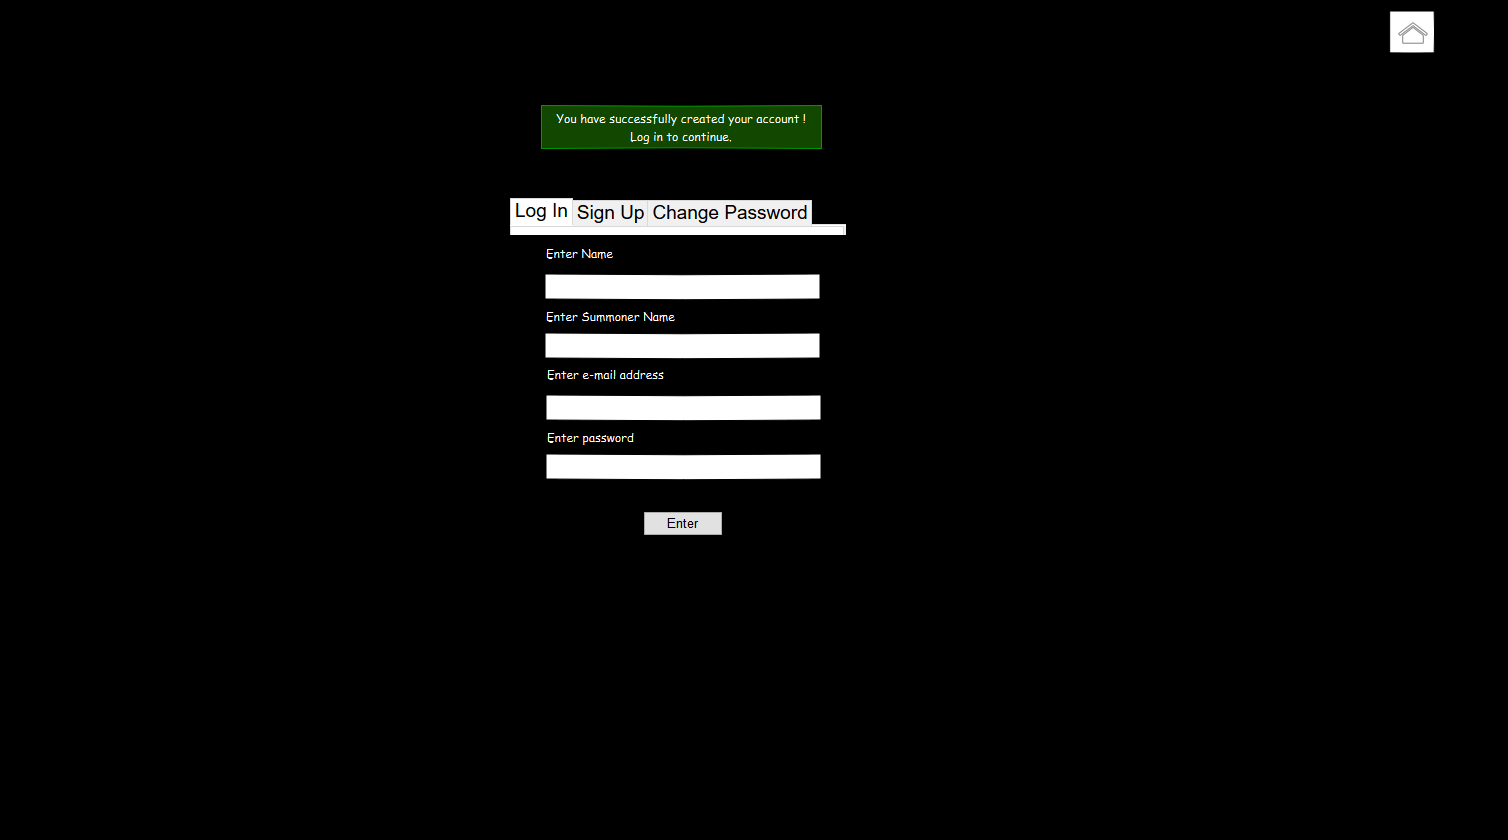 You have successfully created your account !
Log in to continue.
Log In Sign Up Change Password
Enter Name
Enter Summoner Name
Enter e-mail address
Enter password
Enter